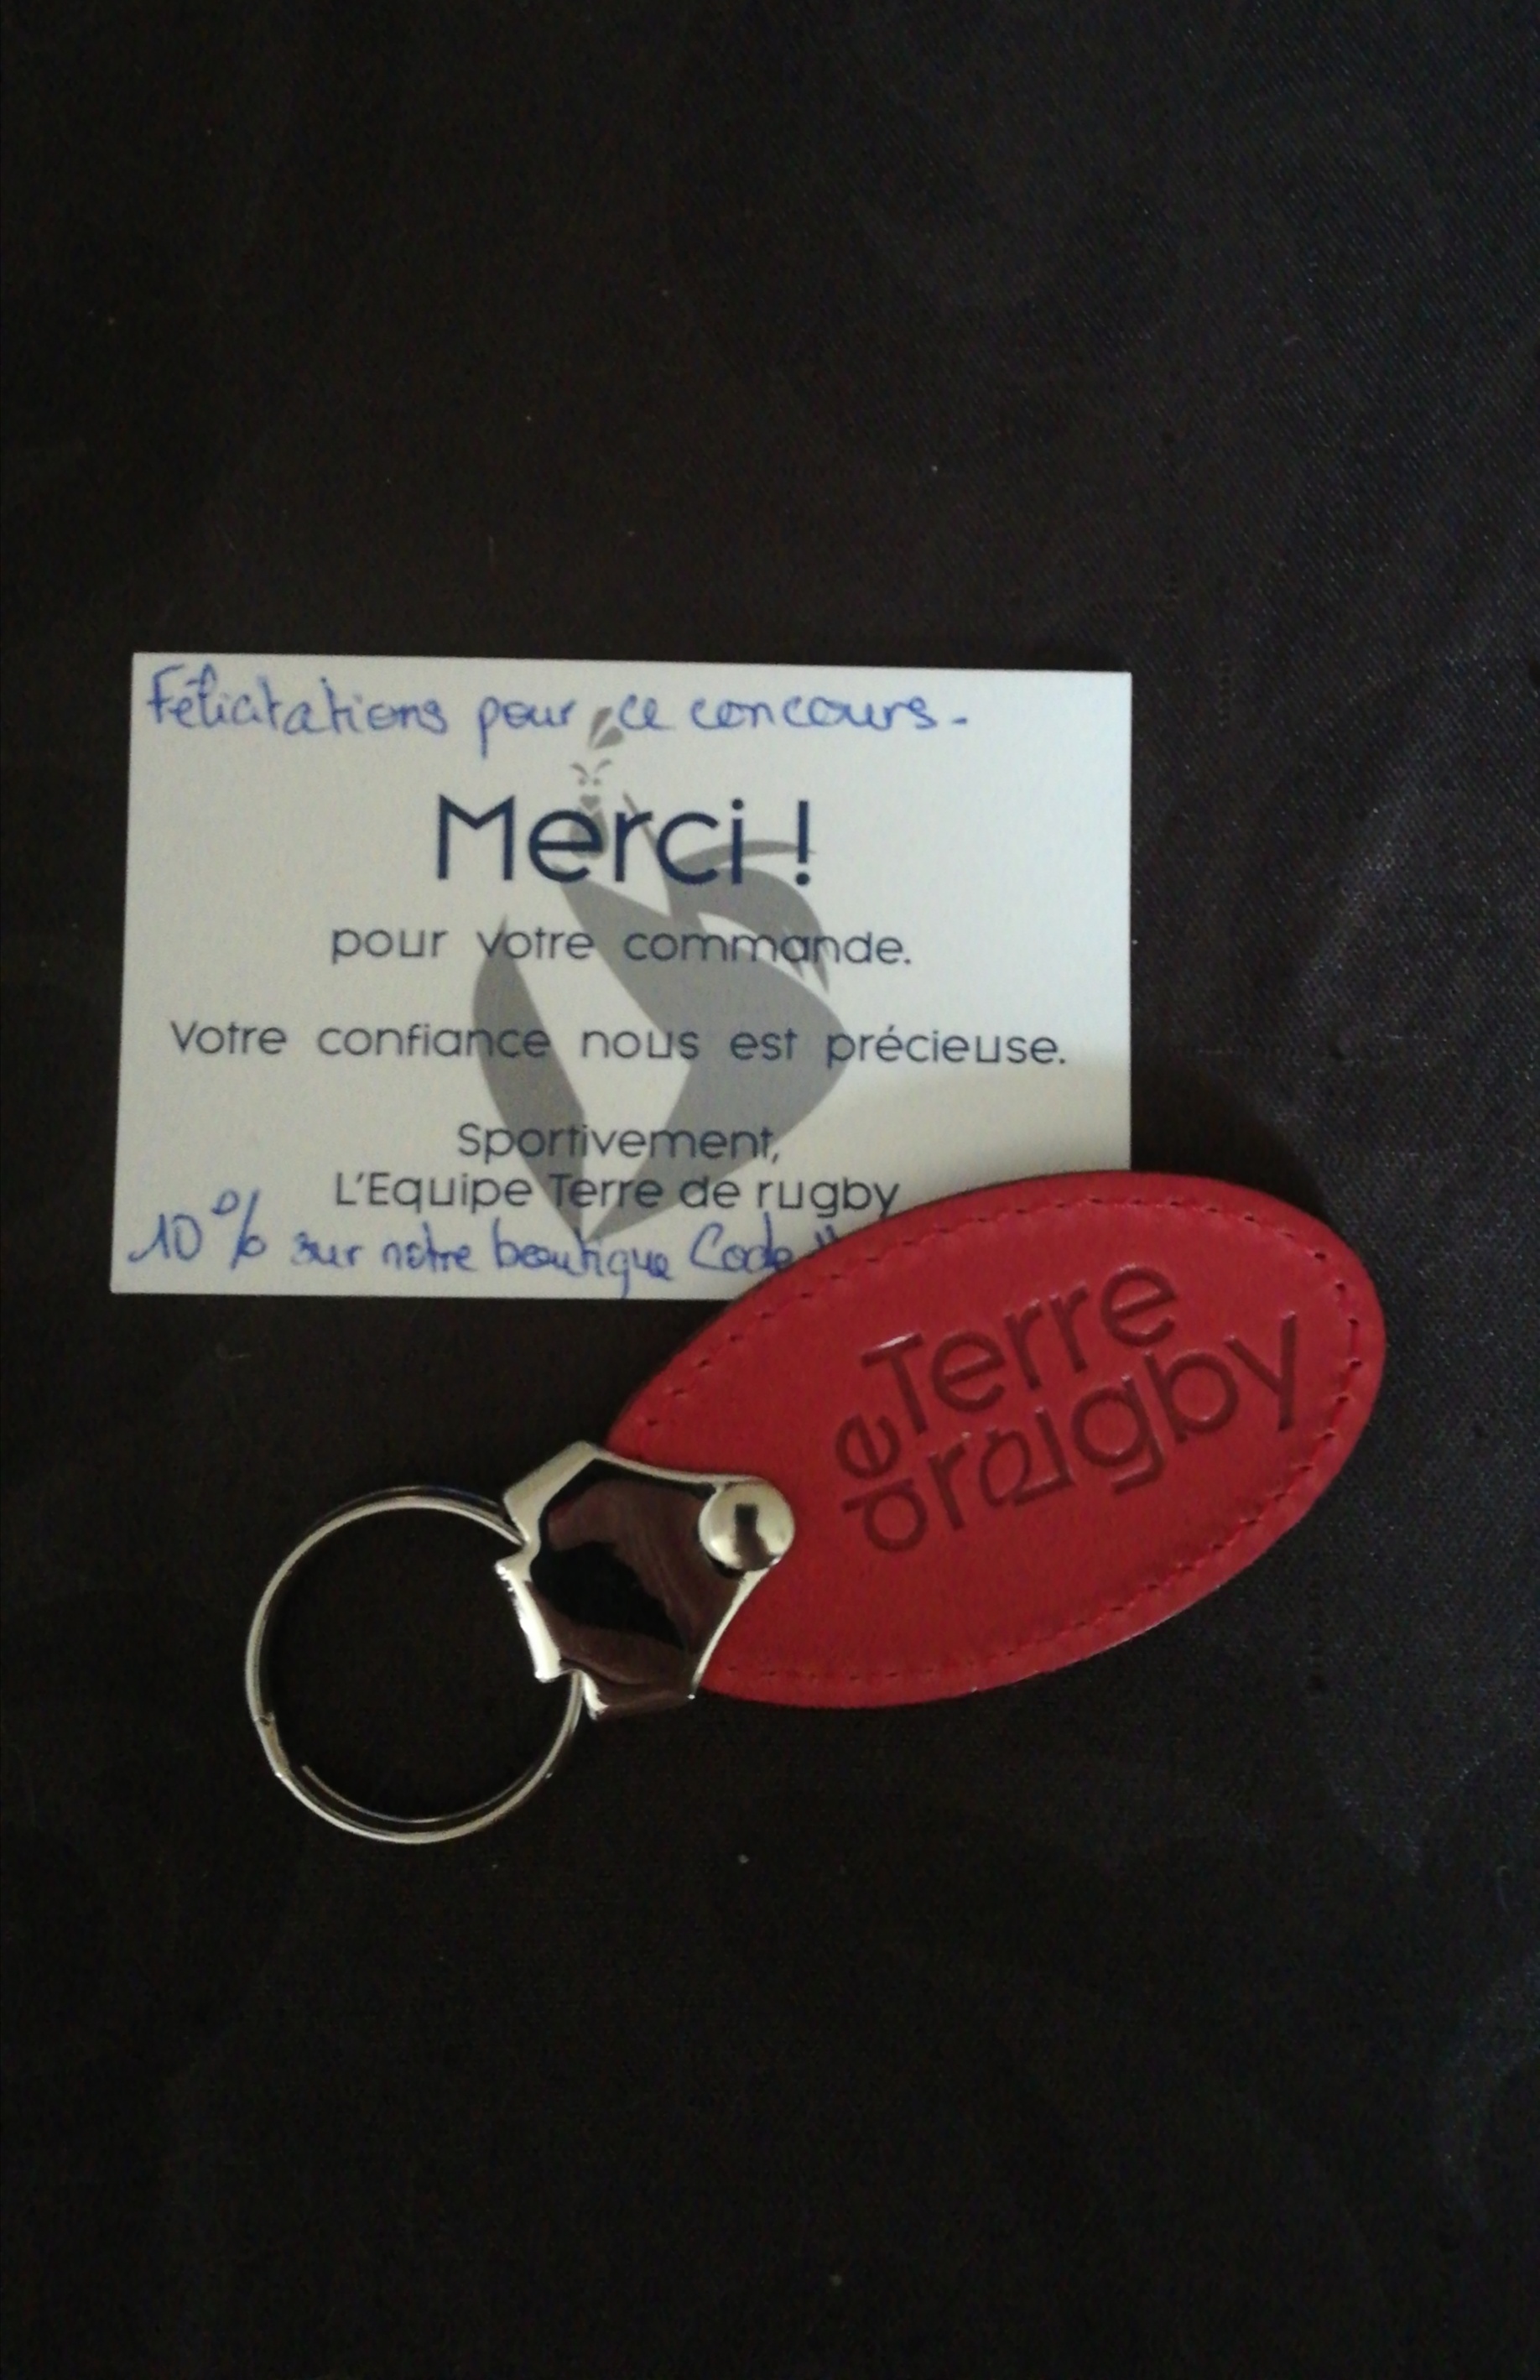 Félicitations pour ce concours.
Merci !
pour votre commande.
Votre confiance nous est précieuse.
Sportivement,
L'Equipe Terre de rugby
10% sur notre boutique Code "
Terre
de rugby